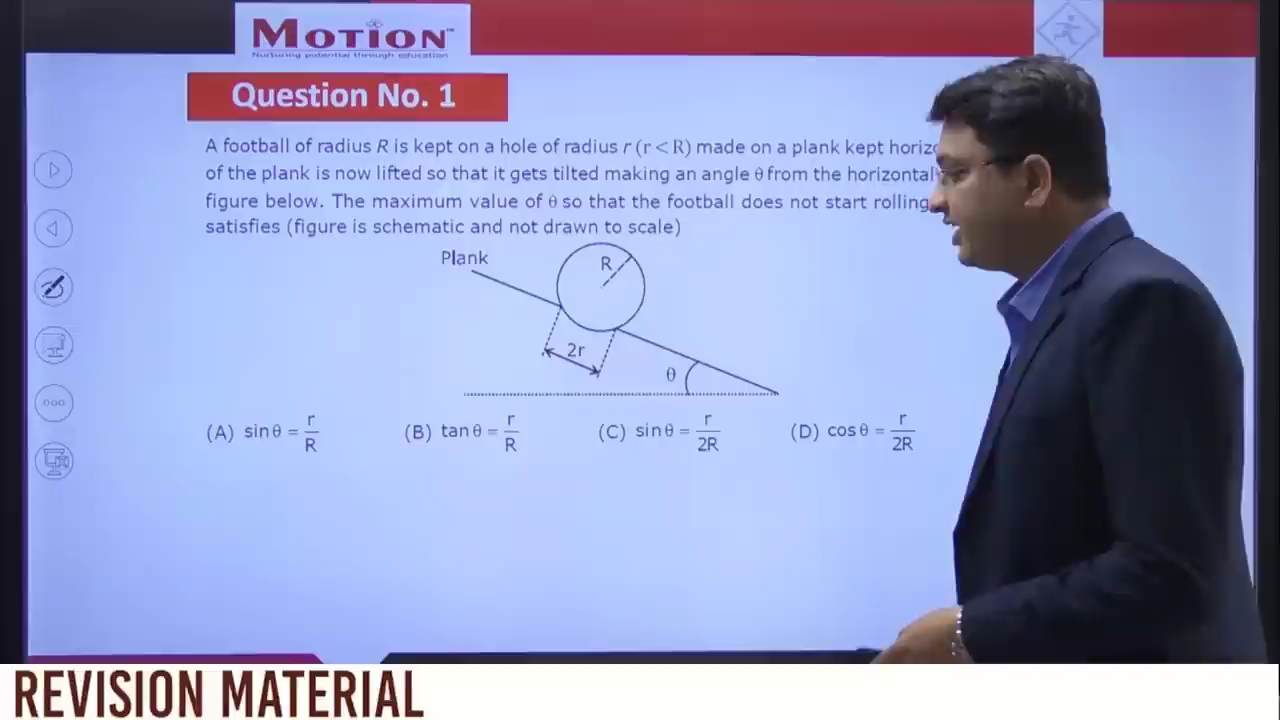 MOTION™
Nurturing potential through education
Question No. 1
A football of radius R is kept on a hole of radius r (r < R) made on a plank kept
of the plank is now lifted so that it gets tilted making an angle θ from the horizontal
figure below. The maximum value of θ so that the football does not start rolling
satisfies (figure is schematic and not drawn to scale)
Plank
R
2r
θ
(A) sinθ = r/R (B) tanθ = r/R (C) sinθ = r/2R (D) cosθ = r/2R
REVISION MATERIAL